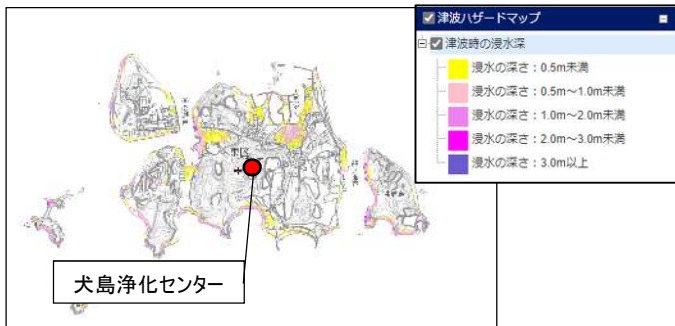 津波ハザードマップ
津波時の浸水深
浸水の深さ：0.5m未満
浸水の深さ：0.5m～1.0m未満
浸水の深さ：1.0m～2.0m未満
浸水の深さ：2.0m～3.0m未満
浸水の深さ：3.0m以上
東区
犬島浄化センター